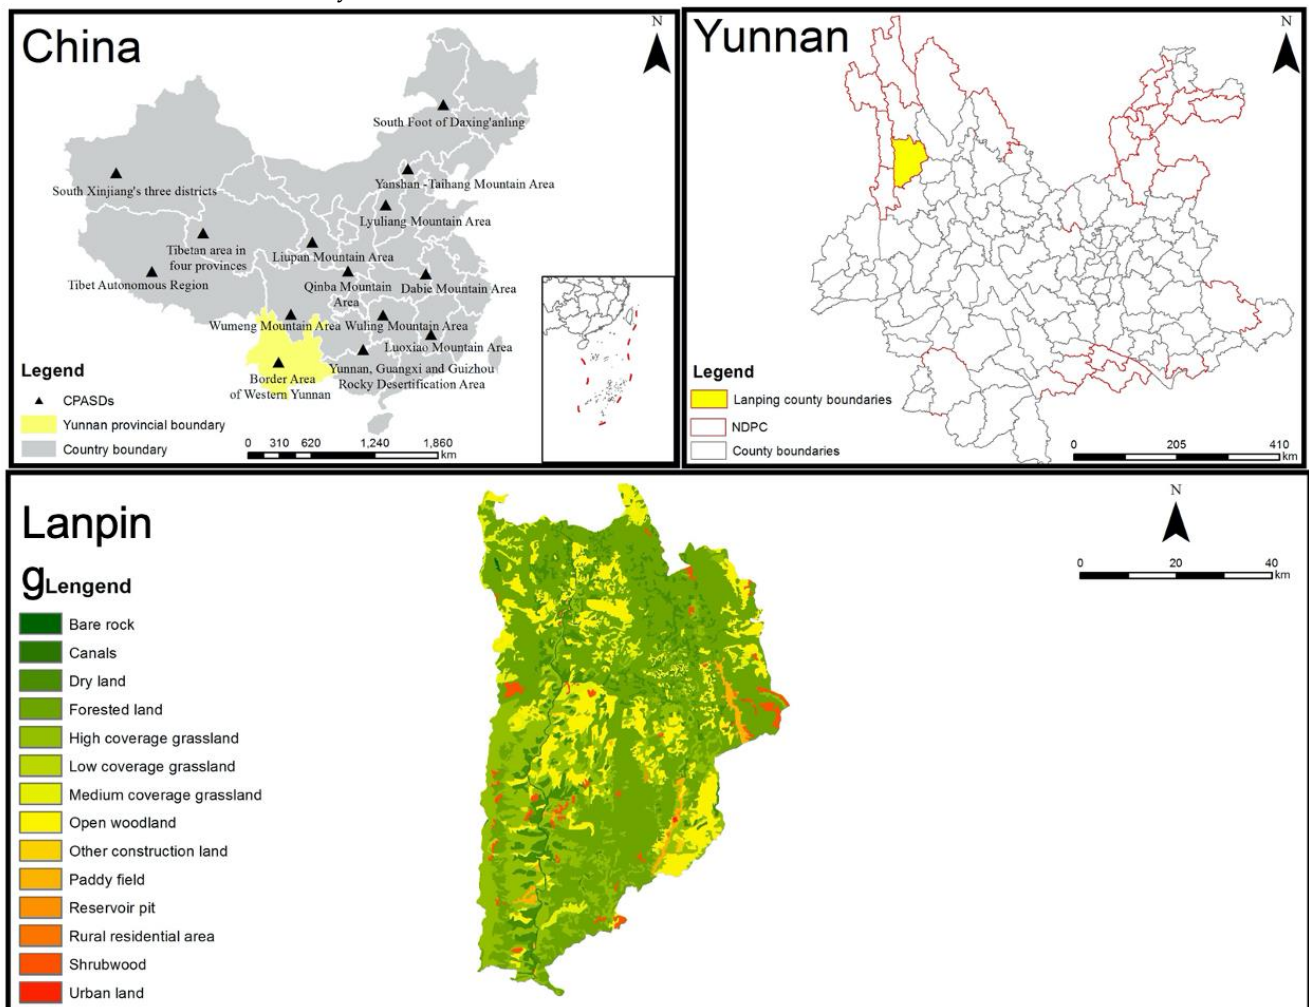 China
N
South Foot of Daxing'anling
Yanshan - Taihang Mountain Area
South Xinjiang's three districts
Lyuliang Mountain Area
Tibetan area in
four provinces
Liupan Mountain Area
Tibet Autonomous Region
Qinba Mountain
Area
Dabie Mountain Area
Wumeng Mountain Area
Wuling Mountain Area
Luoxiao Mountain Area
Yunnan, Guangxi and Guizhou
Rocky Desertification Area
Border Area
of Western Yunnan
Legend
CPASDs
Yunnan provincial boundary
Country boundary
0 310 620 1,240 1,860
km
Yunnan
N
Legend
Lanping county boundaries
NDPC
County boundaries
0 205 410
km
Lanpin
g
Lengend
Bare rock
Canals
Dry land
Forested land
High coverage grassland
Low coverage grassland
Medium coverage grassland
Open woodland
Other construction land
Paddy field
Reservoir pit
Rural residential area
Shrubwood
Urban land
N
0 20 40
km